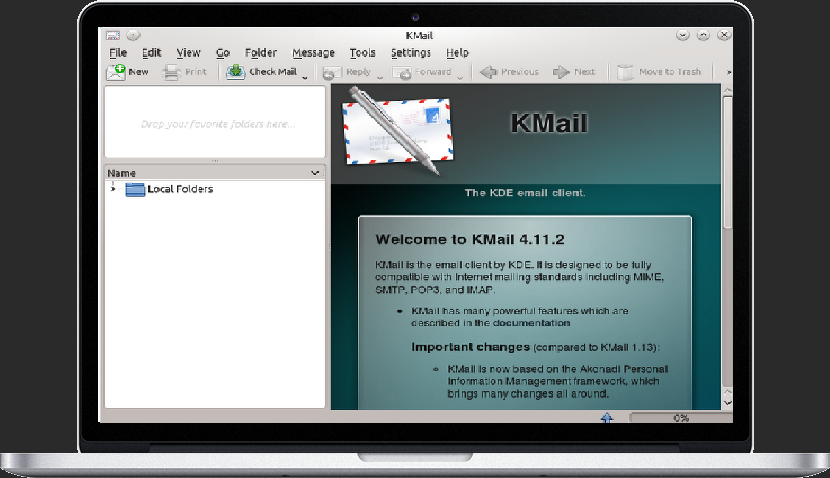 KMail
File Edit View Go Folder Message Tools Settings Help
New Print Check Mail Reply Forward Previous Next Move to Trash »
Drop your favorite folders here...
Name
Local Folders
KMail
The KDE email client.
Welcome to KMail 4.11.2
KMail is the email client by KDE. It is designed to be fully
compatible with Internet mailing standards including MIME,
SMTP, POP3, and IMAP.
• KMail has many powerful features which are
described in the documentation
Important changes (compared to KMail 1.13):
◦ KMail is now based on the Akonadi Personal
Information Management framework, which
brings many changes all around.
0%